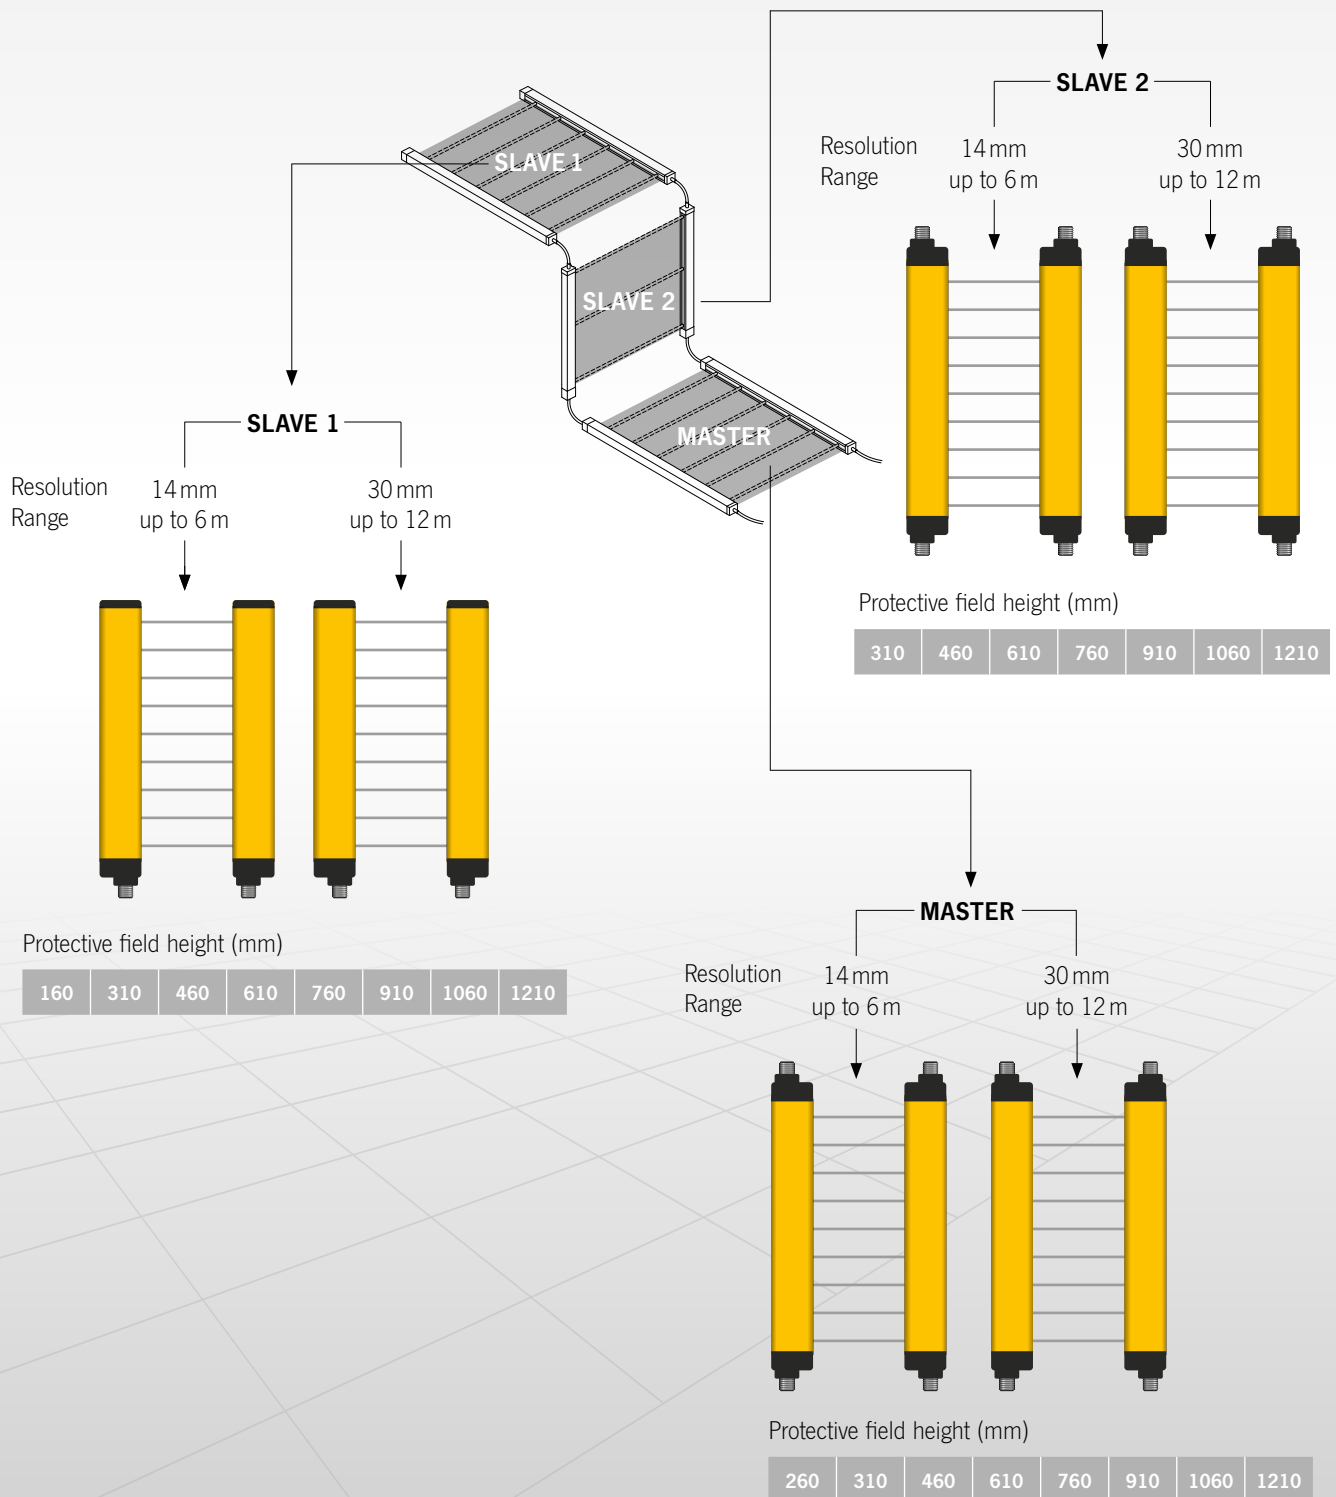 SLAVE 2
Resolution 14 mm 30 mm
Range up to 6 m up to 12 m
Protective field height (mm)
310 460 610 760 910 1060 1210
SLAVE 1
SLAVE 2
MASTER
SLAVE 1
Resolution 14 mm 30 mm
Range up to 6 m up to 12 m
Protective field height (mm)
160 310 460 610 760 910 1060 1210
MASTER
Resolution 14 mm 30 mm
Range up to 6 m up to 12 m
Protective field height (mm)
260 310 460 610 760 910 1060 1210